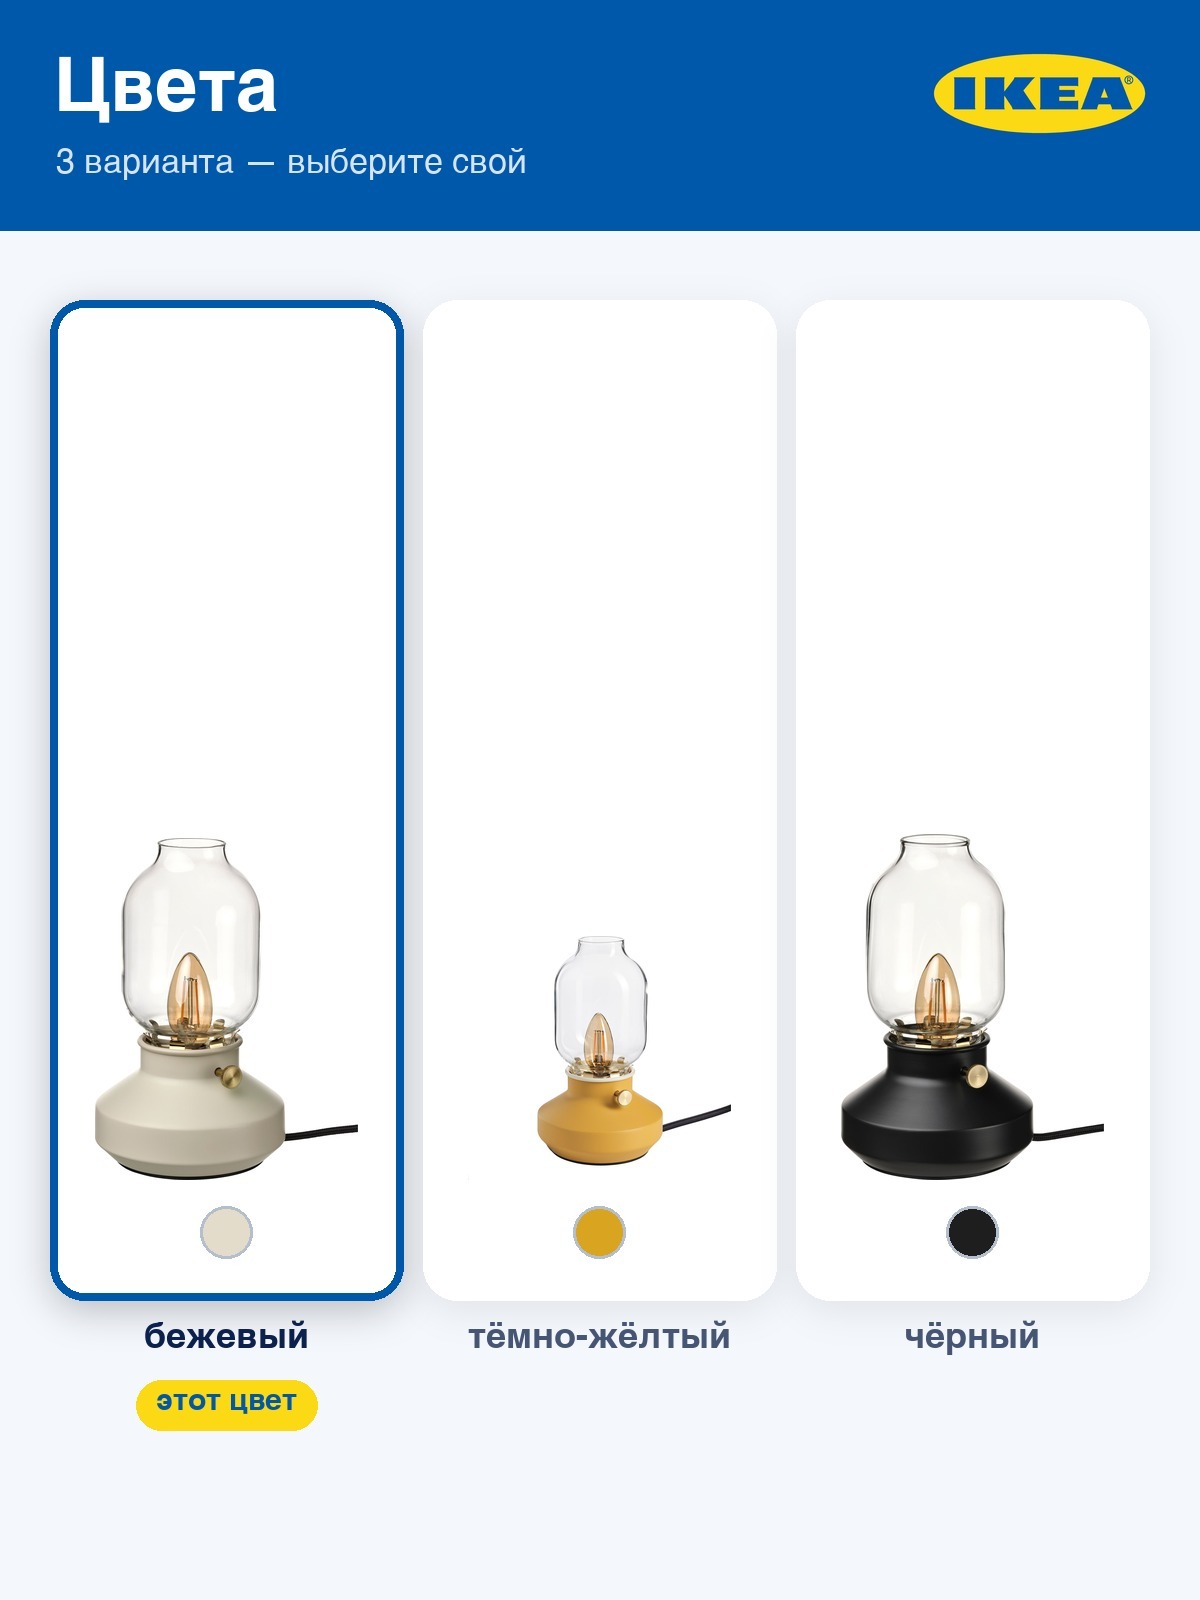 Цвета
IKEA®
3 варианта — выберите свой
бежевый
тёмно-жёлтый
чёрный
этот цвет